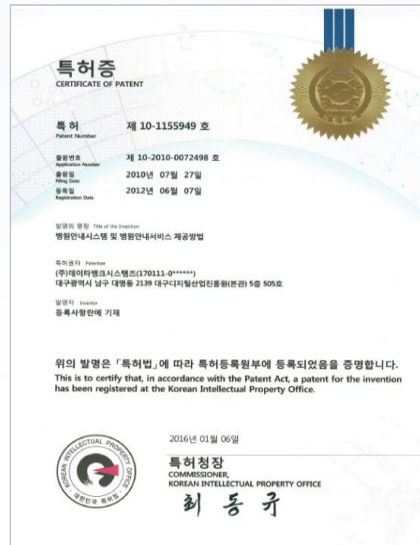 특허증
CERTIFICATE OF PATENT
특 허 제 10-1155949 호
Patent Number
출원번호 제 10-2010-0072498 호
Application Number
출원일 2010년 07월 27일
Filing Date
등록일 2012년 06월 07일
Registration Date
발명의 명칭 Title of the Invention
병원안내시스템 및 병원안내서비스 제공방법
특허권자 Patentee
(주)데이타뱅크시스템즈(170111-0******)
대구광역시 남구 대명동 2139 대구디지털산업진흥원(본관) 5층 505호
발명자 Inventor
등록사항란에 기재
위의 발명은 「특허법」에 따라 특허등록원부에 등록되었음을 증명합니다.
This is to certify that, in accordance with the Patent Act, a patent for the invention
has been registered at the Korean Intellectual Property Office.
2016년 01월 06일
특허청장
COMMISSIONER,
KOREAN INTELLECTUAL PROPERTY OFFICE
최 동 규
KOREAN INTELLECTUAL PROPERTY OFFICE
대한민국 특허청